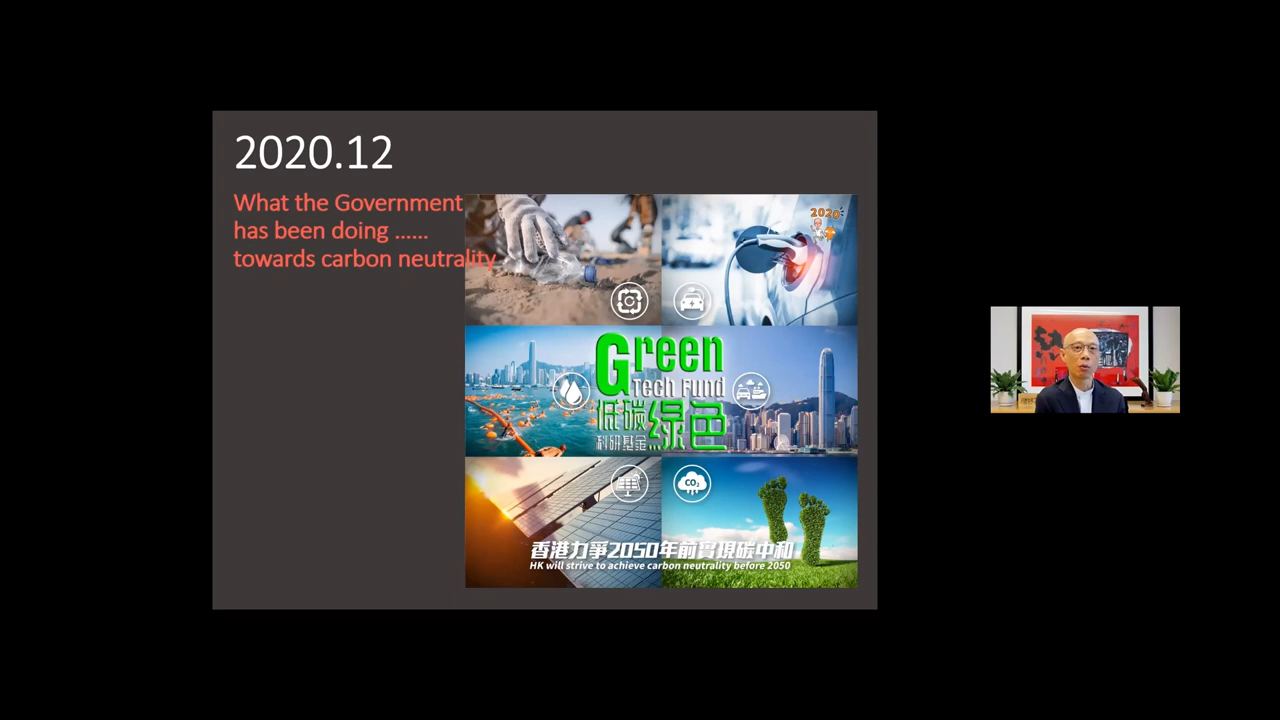 2020.12
What the Government
has been doing ......
towards carbon neutrality
2020
Green
Tech Fund
低碳綠色
科研基金
CO₂
香港力爭2050年前實現碳中和
HK will strive to achieve carbon neutrality before 2050